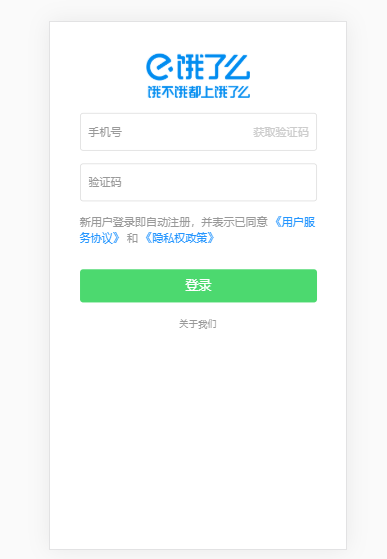 饿了么
饿不饿都上饿了么
手机号 获取验证码
验证码
新用户登录即自动注册，并表示已同意《用户服
务协议》和《隐私权政策》
登录
关于我们